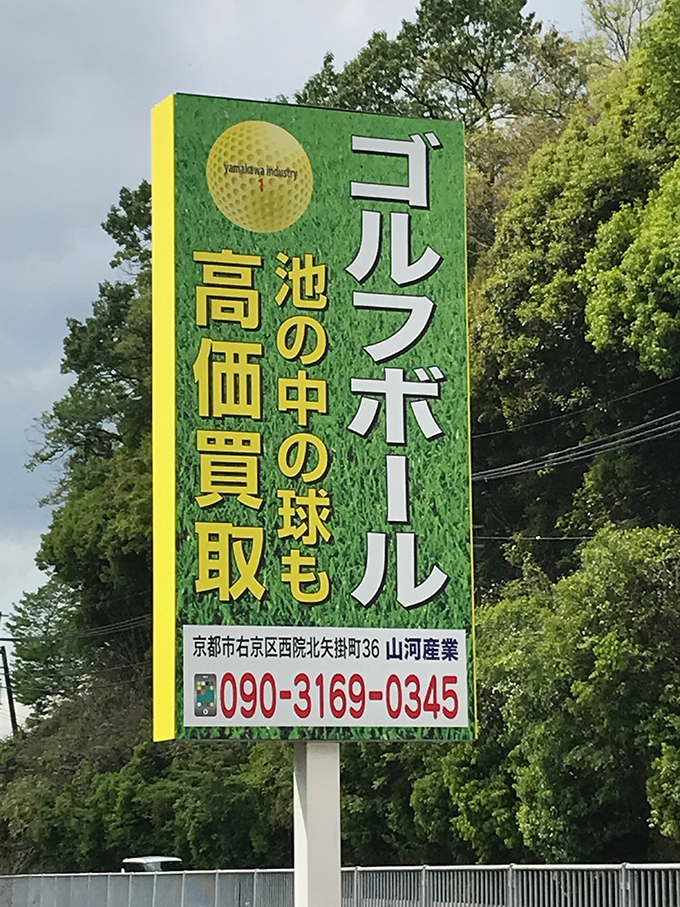 ゴルフボール
池の中の球も
高価買取
yamakawa industry
1
京都市右京区西院北矢掛町36 山河産業
090-3169-0345